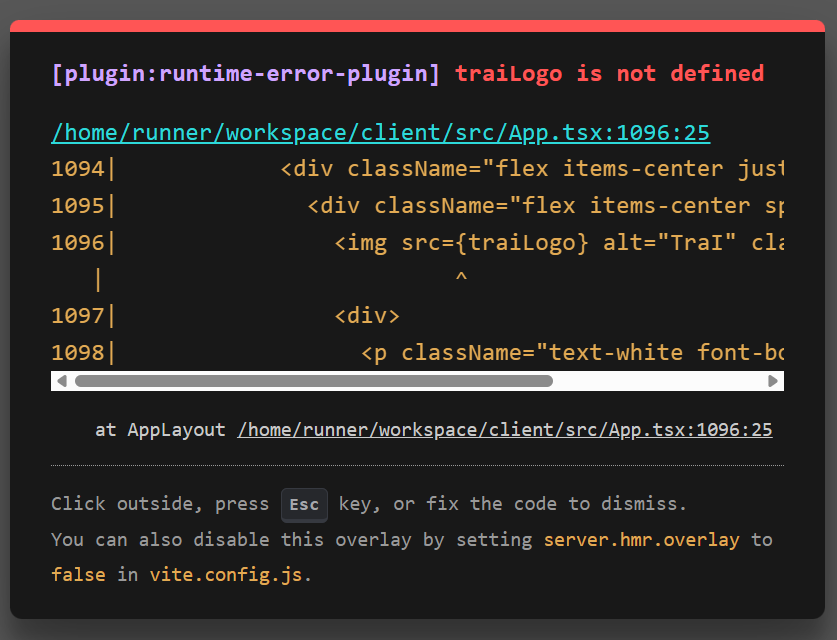 [plugin:runtime-error-plugin] traiLogo is not defined
/home/runner/workspace/client/src/App.tsx:1096:25
1094|            <div className="flex items-center just
1095|              <div className="flex items-center sp
1096|                <img src={traiLogo} alt="TraI" cla
    |                         ^
1097|                <div>
1098|                  <p className="text-white font-bo
at AppLayout /home/runner/workspace/client/src/App.tsx:1096:25
Click outside, press Esc key, or fix the code to dismiss.
You can also disable this overlay by setting server.hmr.overlay to
false in vite.config.js.